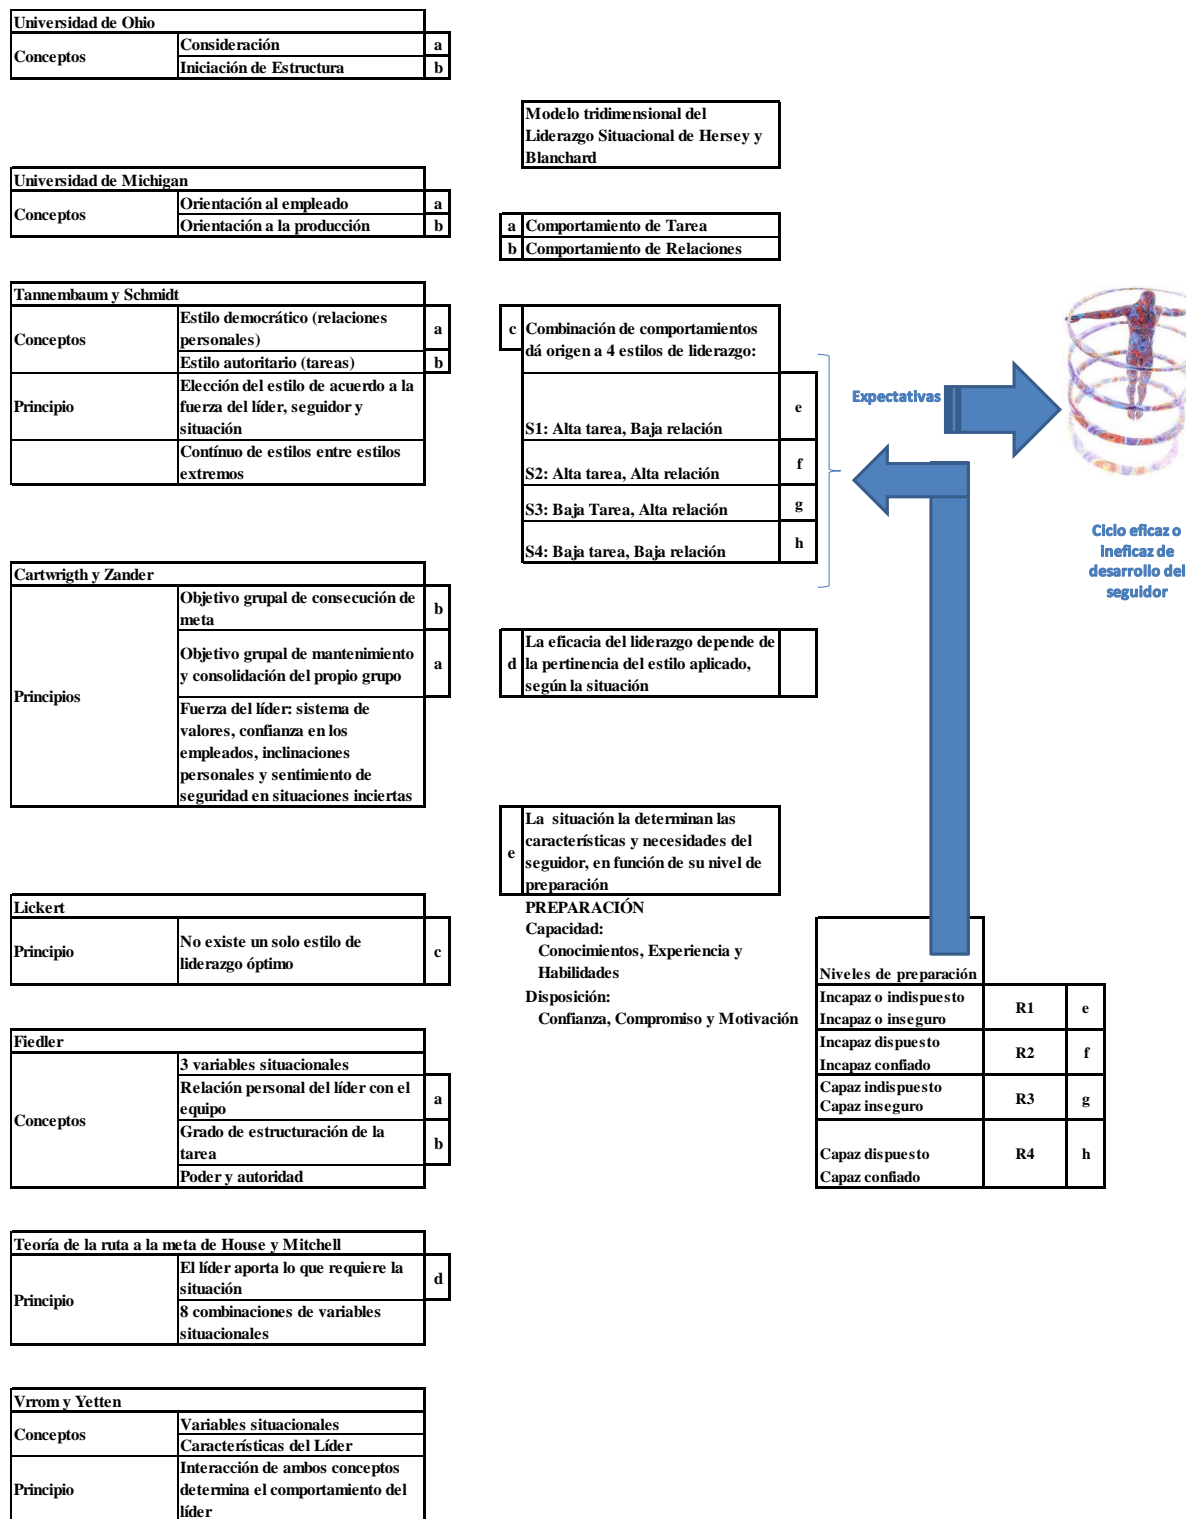 Universidad de Ohio
Conceptos
Consideración a
Iniciación de Estructura b
Universidad de Michigan
Conceptos
Orientación al empleado a
Orientación a la producción b
Tannembaum y Schmidt
Conceptos
Estilo democrático (relaciones
personales) a
Estilo autoritario (tareas) b
Principio
Elección del estilo de acuerdo a la
fuerza del líder, seguidor y
situación
Contínuo de estilos entre estilos
extremos
Cartwrigth y Zander
Principios
Objetivo grupal de consecución de
meta b
Objetivo grupal de mantenimiento
y consolidación del propio grupo a
Fuerza del líder: sistema de
valores, confianza en los
empleados, inclinaciones
personales y sentimiento de
seguridad en situaciones inciertas
Lickert
Principio
No existe un solo estilo de
liderazgo óptimo c
Fiedler
Conceptos
3 variables situacionales
Relación personal del líder con el
equipo a
Grado de estructuración de la
tarea b
Poder y autoridad
Teoría de la ruta a la meta de House y Mitchell
Principio
El líder aporta lo que requiere la
situación d
8 combinaciones de variables
situacionales
Vrrom y Yetten
Conceptos
Variables situacionales
Características del Líder
Principio
Interacción de ambos conceptos
determina el comportamiento del
líder
Modelo tridimensional del
Liderazgo Situacional de Hersey y
Blanchard
a Comportamiento de Tarea
b Comportamiento de Relaciones
c Combinación de comportamientos
dá origen a 4 estilos de liderazgo:
S1: Alta tarea, Baja relación e
S2: Alta tarea, Alta relación f
S3: Baja Tarea, Alta relación g
S4: Baja tarea, Baja relación h
d La eficacia del liderazgo depende de
la pertinencia del estilo aplicado,
según la situación
e La situación la determinan las
características y necesidades del
seguidor, en función de su nivel de
preparación
PREPARACIÓN
Capacidad:
Conocimientos, Experiencia y
Habilidades
Disposición:
Confianza, Compromiso y Motivación
Expectativas
Ciclo eficaz o
ineficaz de
desarrollo del
seguidor
Niveles de preparación
Incapaz o indispuesto
Incapaz o inseguro R1 e
Incapaz dispuesto
Incapaz confiado R2 f
Capaz indispuesto
Capaz inseguro R3 g
Capaz dispuesto R4 h
Capaz confiado